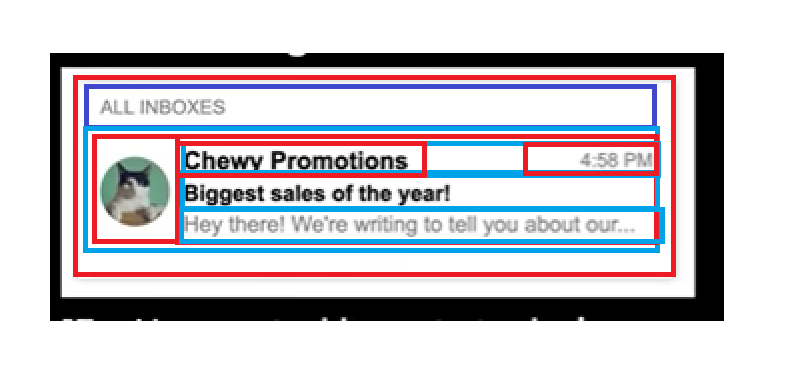 ALL INBOXES
Chewy Promotions 4:58 PM
Biggest sales of the year!
Hey there! We're writing to tell you about our...